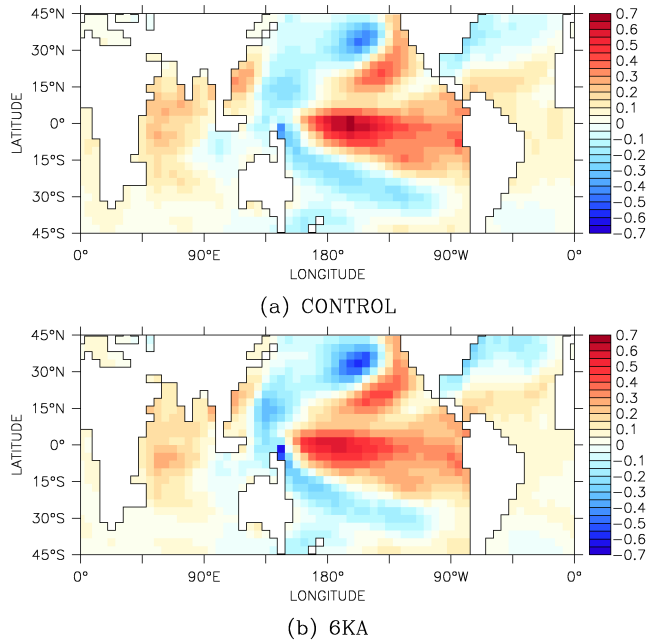 45°N
30°N
15°N
0°
15°S
30°S
45°S
LATITUDE
0°
90°E
180°
90°W
0°
LONGITUDE
0.7
0.6
0.5
0.4
0.3
0.2
0.1
0
−0.1
−0.2
−0.3
−0.4
−0.5
−0.6
−0.7
(a) CONTROL
45°N
30°N
15°N
0°
15°S
30°S
45°S
LATITUDE
0°
90°E
180°
90°W
0°
LONGITUDE
0.7
0.6
0.5
0.4
0.3
0.2
0.1
0
−0.1
−0.2
−0.3
−0.4
−0.5
−0.6
−0.7
(b) 6KA